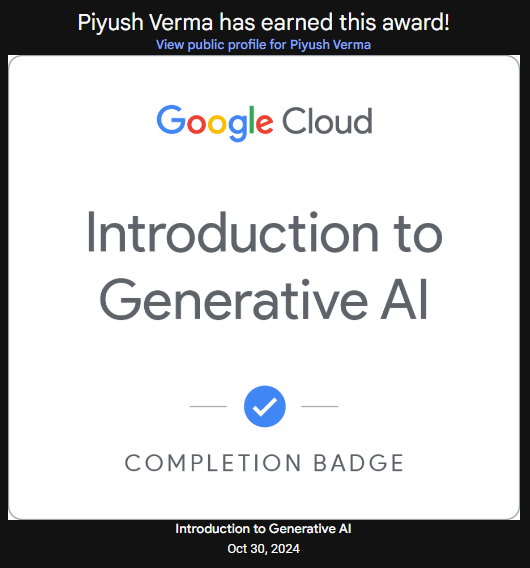 Piyush Verma has earned this award!
View public profile for Piyush Verma
Google Cloud
Introduction to
Generative AI
COMPLETION BADGE
Introduction to Generative AI
Oct 30, 2024